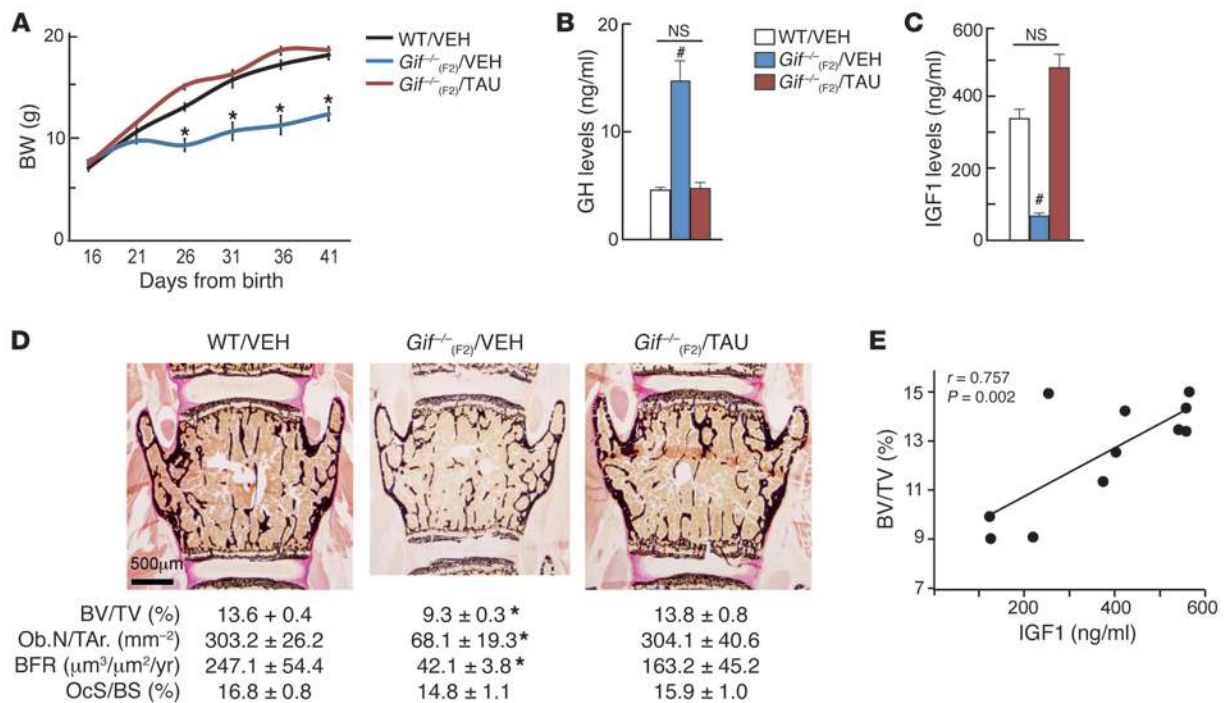 A
20
10
0
BW (g)
16 21 26 31 36 41
Days from birth
* * * *
WT/VEH
Gif–/–(F2)/VEH
Gif–/–(F2)/TAU
B
20
10
0
GH levels (ng/ml)
NS
#
WT/VEH
Gif–/–(F2)/VEH
Gif–/–(F2)/TAU
C
600
400
200
0
IGF1 levels (ng/ml)
NS
#
D
WT/VEH Gif–/–(F2)/VEH Gif–/–(F2)/TAU
500μm
BV/TV (%) 13.6 + 0.4 9.3 ± 0.3 * 13.8 ± 0.8
Ob.N/TAr. (mm–2) 303.2 ± 26.2 68.1 ± 19.3* 304.1 ± 40.6
BFR (μm3/μm2/yr) 247.1 ± 54.4 42.1 ± 3.8 * 163.2 ± 45.2
OcS/BS (%) 16.8 ± 0.8 14.8 ± 1.1 15.9 ± 1.0
E
r = 0.757
P = 0.002
15
13
11
9
7
BV/TV (%)
200 400 600
IGF1 (ng/ml)